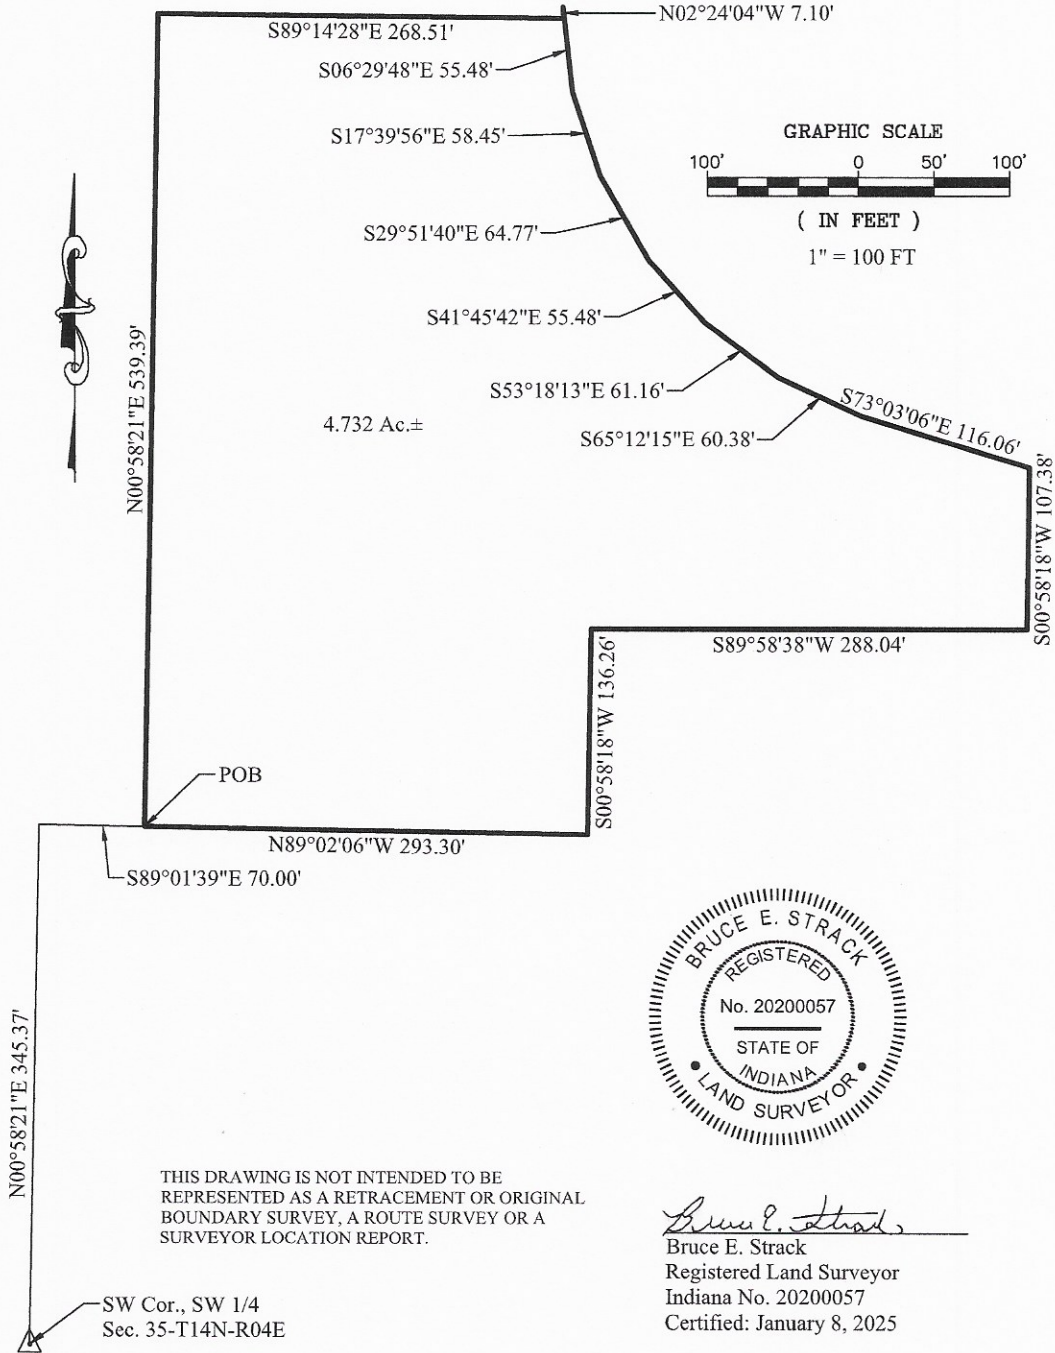 N02°24'04"W 7.10'
S89°14'28"E 268.51'
S06°29'48"E 55.48'
S17°39'56"E 58.45'
GRAPHIC SCALE
100' 0 50' 100'
( IN FEET )
1" = 100 FT
S29°51'40"E 64.77'
S41°45'42"E 55.48'
N00°58'21"E 539.39'
S53°18'13"E 61.16'
S73°03'06"E 116.06'
4.732 Ac.±
S65°12'15"E 60.38'
S00°58'18"W 107.38'
S89°58'38"W 288.04'
S00°58'18"W 136.26'
POB
N89°02'06"W 293.30'
S89°01'39"E 70.00'
N00°58'21"E 345.37'
BRUCE E. STRACK
REGISTERED
No. 20200057
STATE OF
INDIANA
LAND SURVEYOR
THIS DRAWING IS NOT INTENDED TO BE
REPRESENTED AS A RETRACEMENT OR ORIGINAL
BOUNDARY SURVEY, A ROUTE SURVEY OR A
SURVEYOR LOCATION REPORT.
Bruce E. Strack
Bruce E. Strack
Registered Land Surveyor
Indiana No. 20200057
Certified: January 8, 2025
SW Cor., SW 1/4
Sec. 35-T14N-R04E